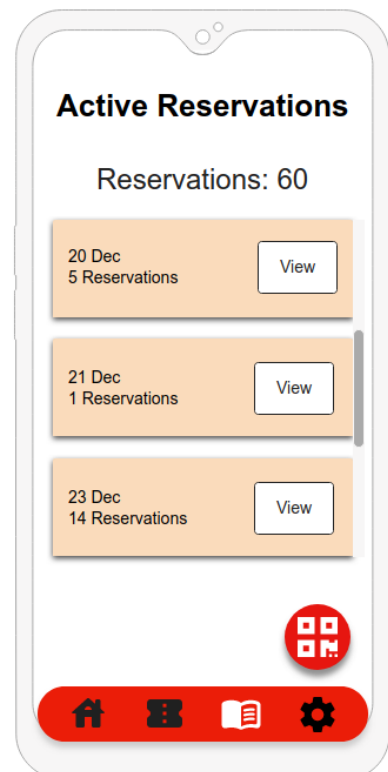 Active Reservations
Reservations: 60
20 Dec
5 Reservations
View
21 Dec
1 Reservations
View
23 Dec
14 Reservations
View